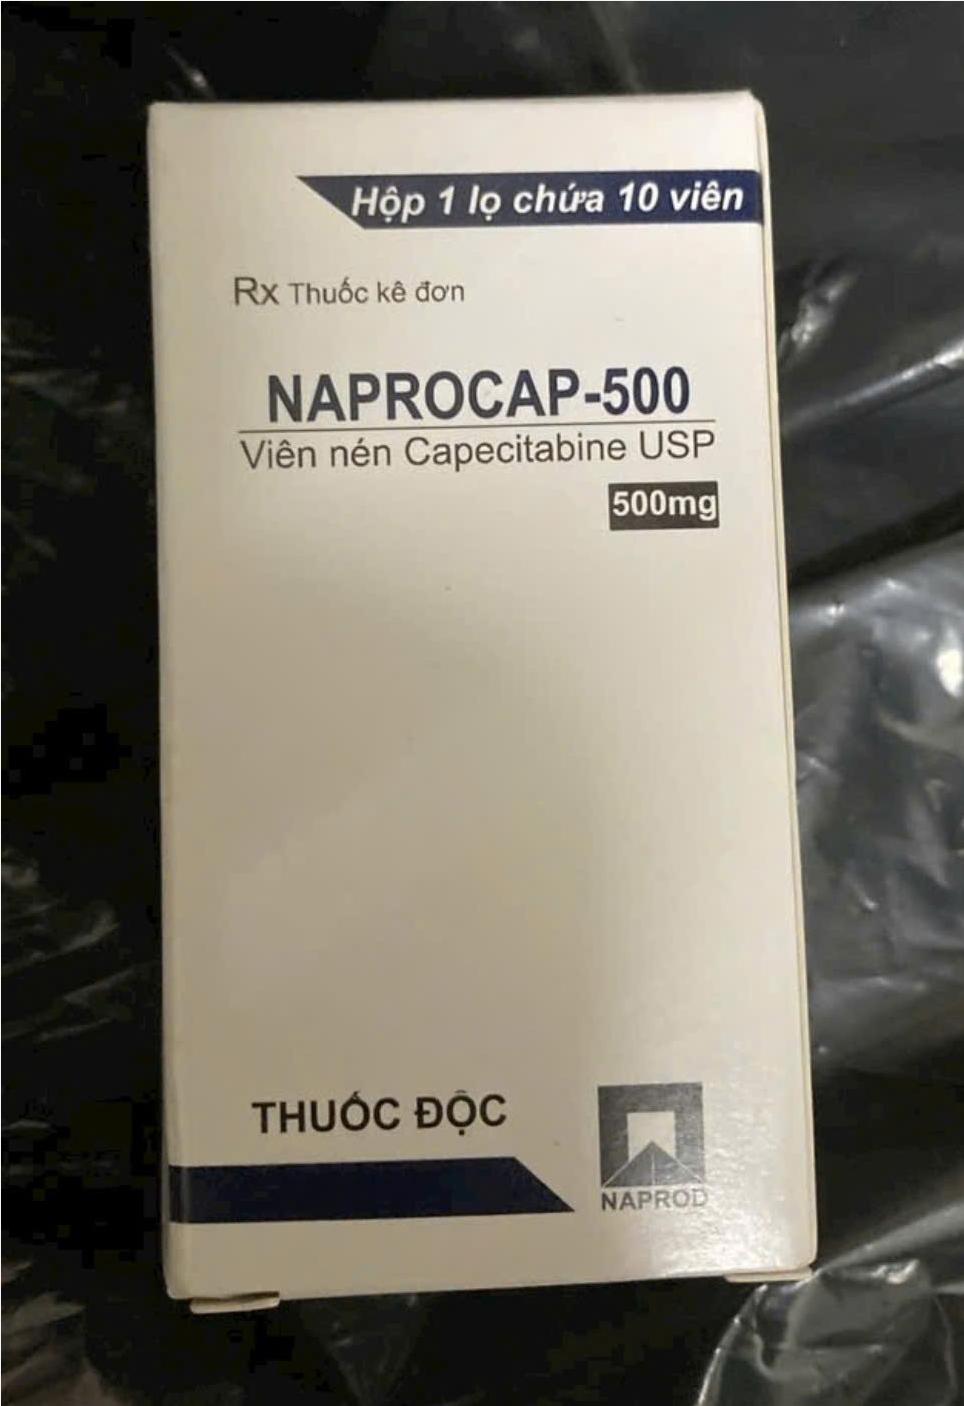 Hộp 1 lọ chứa 10 viên
Rx Thuốc kê đơn
NAPROCAP-500
Viên nén Capecitabine USP
500mg
THUỐC ĐỘC
NAPROD